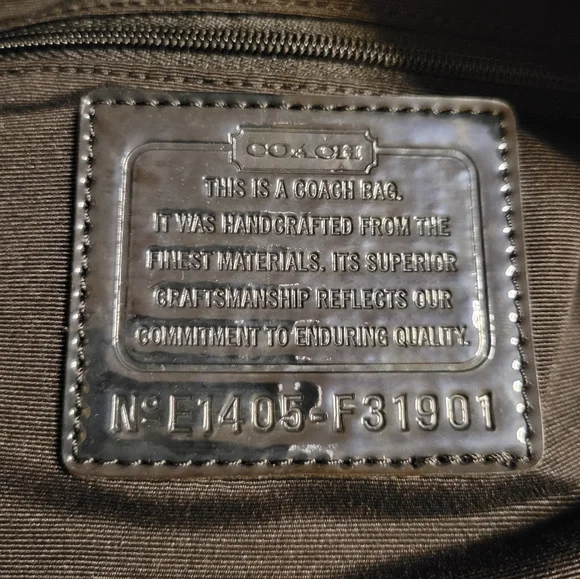 COACH
THIS IS A COACH BAG.
IT WAS HANDCRAFTED FROM THE
FINEST MATERIALS. ITS SUPERIOR
CRAFTSMANSHIP REFLECTS OUR
COMMITMENT TO ENDURING QUALITY.
Nº E1405-F31901